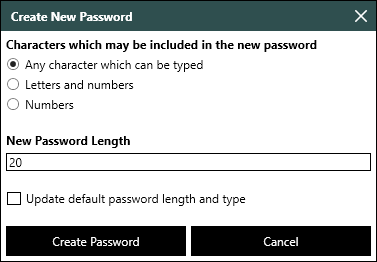 Create New Password
Characters which may be included in the new password
Any character which can be typed
Letters and numbers
Numbers
New Password Length
20
Update default password length and type
Create Password
Cancel